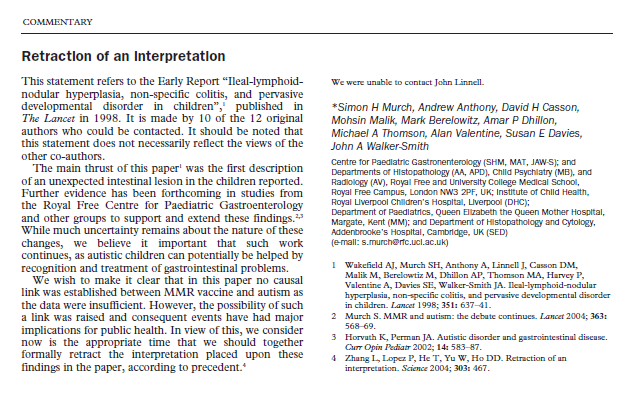 COMMENTARY
Retraction of an interpretation
This statement refers to the Early Report “Ileal-lymphoid-
nodular hyperplasia, non-specific colitis, and pervasive
developmental disorder in children”,1 published in
The Lancet in 1998. It is made by 10 of the 12 original
authors who could be contacted. It should be noted that
this statement does not necessarily reflect the views of the
other co-authors.
The main thrust of this paper1 was the first description
of an unexpected intestinal lesion in the children reported.
Further evidence has been forthcoming in studies from
the Royal Free Centre for Paediatric Gastroenterology
and other groups to support and extend these findings.2,3
While much uncertainty remains about the nature of these
changes, we believe it important that such work
continues, as autistic children can potentially be helped by
recognition and treatment of gastrointestinal problems.
We wish to make it clear that in this paper no causal
link was established between MMR vaccine and autism as
the data were insufficient. However, the possibility of such
a link was raised and consequent events have had major
implications for public health. In view of this, we consider
now is the appropriate time that we should together
formally retract the interpretation placed upon these
findings in the paper, according to precedent.4
We were unable to contact John Linnell.
*Simon H Murch, Andrew Anthony, David H Casson,
Mohsin Malik, Mark Berelowitz, Amar P Dhillon,
Michael A Thomson, Alan Valentine, Susan E Davies,
John A Walker-Smith
Centre for Paediatric Gastroenterology (SHM, MAT, JAW-S); and
Departments of Histopathology (AA, APD), Child Psychiatry (MB), and
Radiology (AV), Royal Free and University College Medical School,
Royal Free Campus, London NW3 2PF, UK; Institute of Child Health,
Royal Liverpool Children's Hospital, Liverpool (DHC);
Department of Paediatrics, Queen Elizabeth the Queen Mother Hospital,
Margate, Kent (MM); and Department of Histopathology and Cytology,
Addenbrooke's Hospital, Cambridge, UK (SED)
(e-mail: s.murch@rfc.ucl.ac.uk)
1 Wakefield AJ, Murch SH, Anthony A, Linnell J, Casson DM,
Malik M, Berelowitz M, Dhillon AP, Thomson MA, Harvey P,
Valentine A, Davies SE, Walker-Smith JA. Ileal-lymphoid-nodular
hyperplasia, non-specific colitis, and pervasive developmental disorder
in children. Lancet 1998; 351: 637–41.
2 Murch S. MMR and autism: the debate continues. Lancet 2004; 363:
568–69.
3 Horvath K, Perman JA. Autistic disorder and gastrointestinal disease.
Curr Opin Pediatr 2002; 14: 583–87.
4 Zhang L, Lopez P, He T, Yu W, Ho DD. Retraction of an
interpretation. Science 2004; 303: 467.